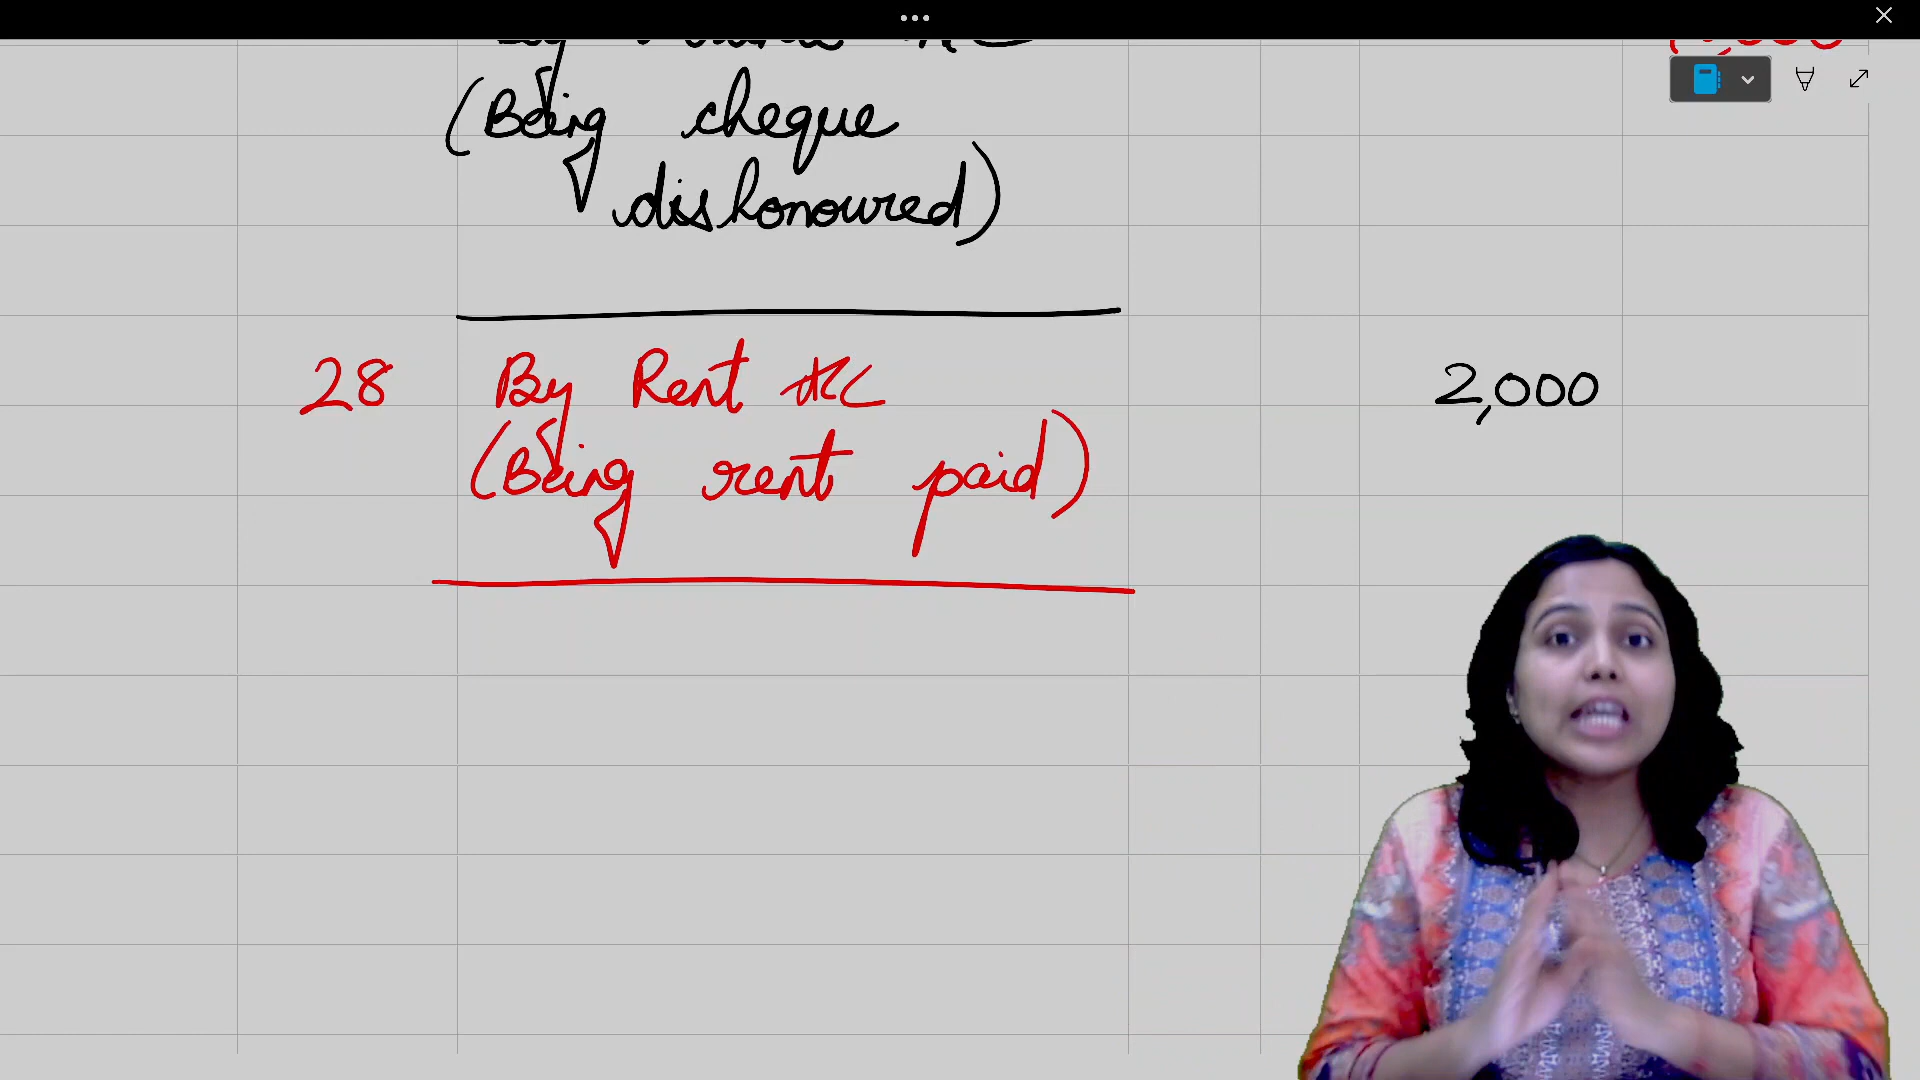 (Being cheque
dishonoured)
28 By Rent A/C 2,000
(Being rent paid)